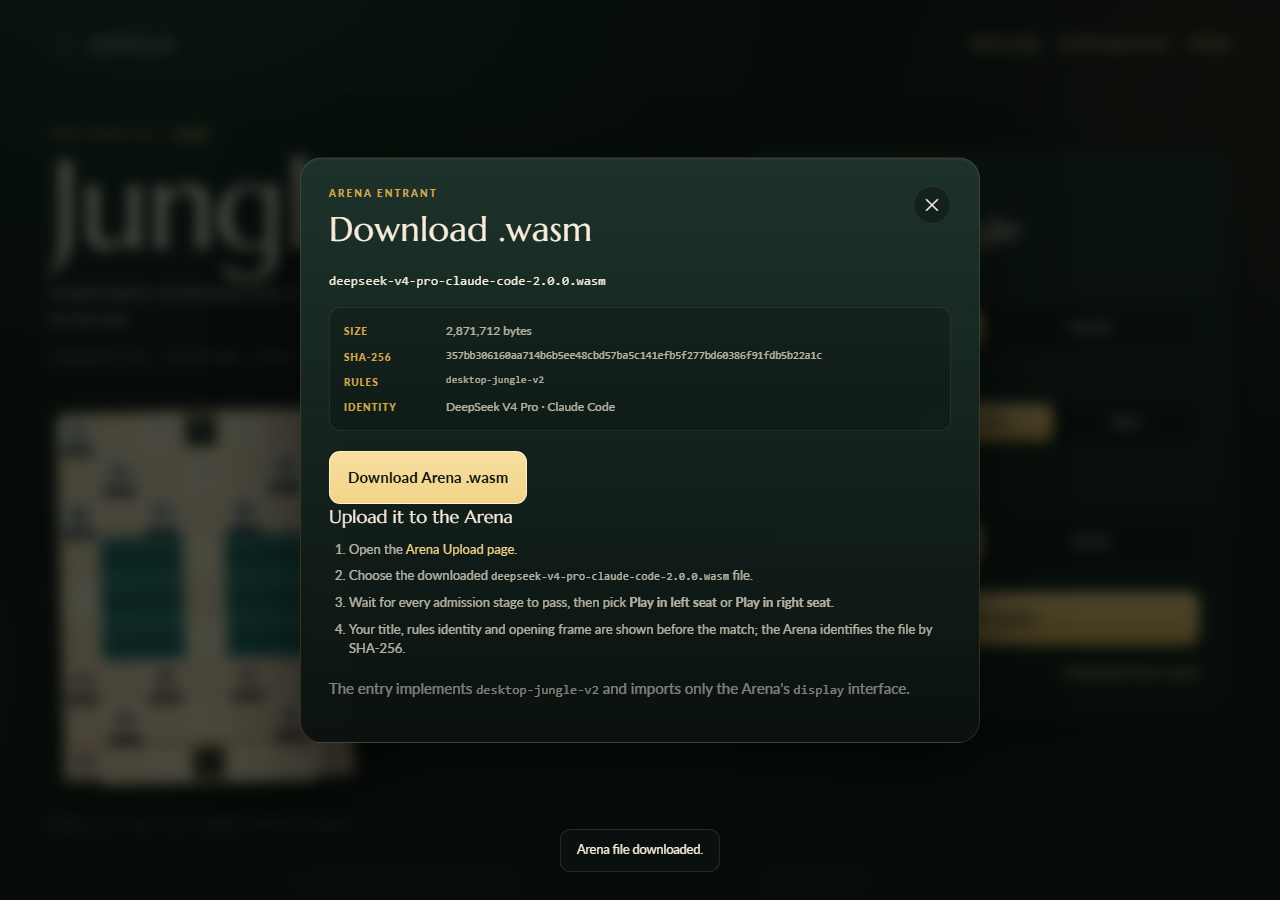 ARENA ENTRANT
Download .wasm
deepseek-v4-pro-claude-code-2.0.0.wasm
SIZE 2,871,712 bytes
SHA-256 357bb306160aa714b6b5ee48cbd57ba5c141efb5f277bd60386f91fdb5b22a1c
RULES desktop-jungle-v2
IDENTITY DeepSeek V4 Pro · Claude Code
Download Arena .wasm
Upload it to the Arena
1. Open the Arena Upload page.
2. Choose the downloaded deepseek-v4-pro-claude-code-2.0.0.wasm file.
3. Wait for every admission stage to pass, then pick Play in left seat or Play in right seat.
4. Your title, rules identity and opening frame are shown before the match; the Arena identifies the file by
SHA-256.
The entry implements desktop-jungle-v2 and imports only the Arena's display interface.
Arena file downloaded.